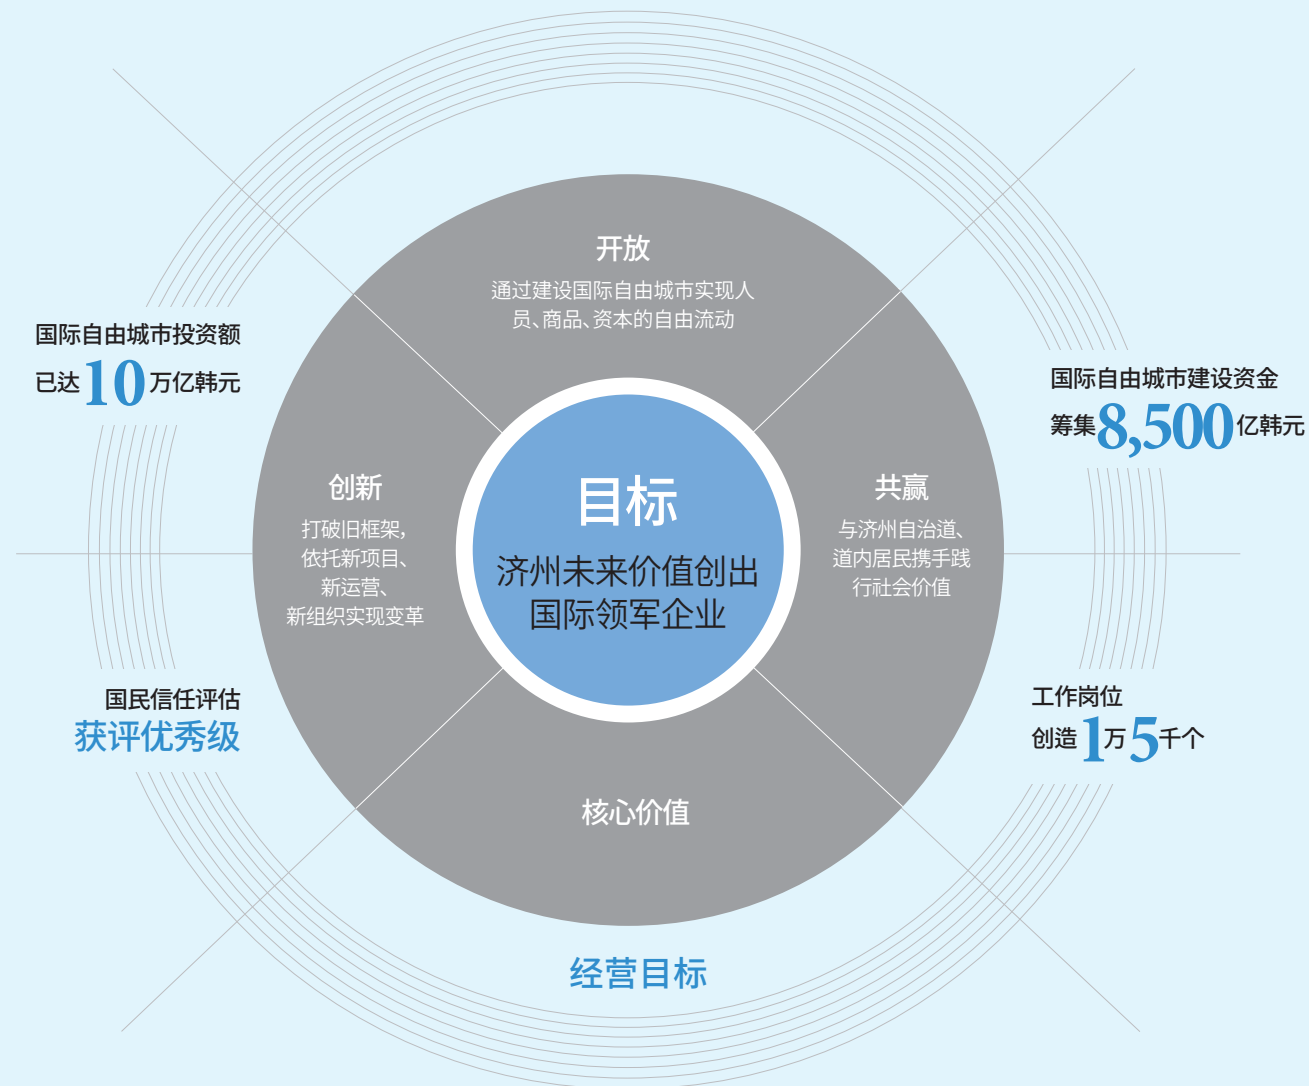 开放
通过建设国际自由城市实现人
员、商品、资本的自由流动
国际自由城市投资额
已达10万亿韩元
国际自由城市建设资金
筹集8,500亿韩元
创新
打破旧框架，
依托新项目、
新运营、
新组织实现变革
目标
济州未来价值创出
国际领军企业
共赢
与济州自治道、
道内居民携手践
行社会价值
国民信任评估
获评优秀级
工作岗位
创造1万5千个
核心价值
经营目标